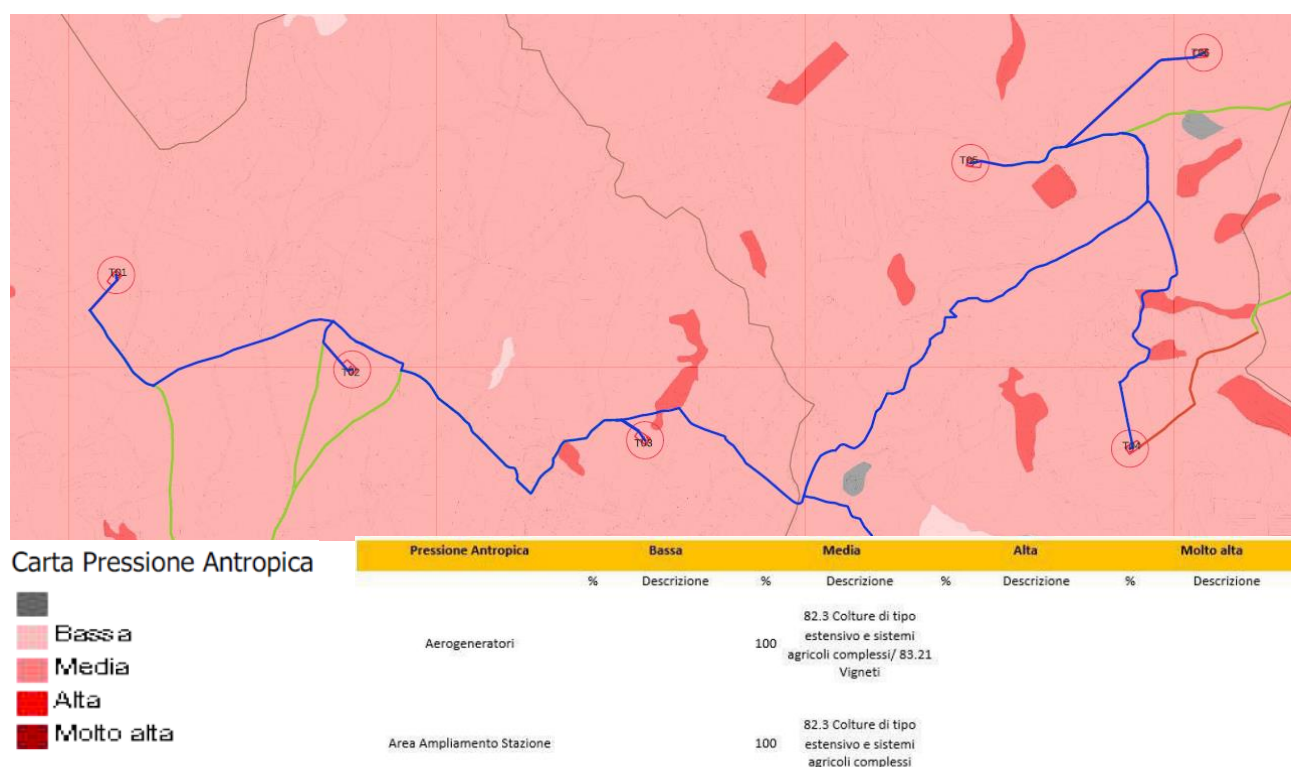 T06
T05
T01
T02
T03
T04
Carta Pressione Antropica
Bassa
Media
Alta
Molto alta
Pressione Antropica Bassa Media Alta Molto alta
% Descrizione % Descrizione % Descrizione % Descrizione
Aerogeneratori 100
82.3 Colture di tipo
estensivo e sistemi
agricoli complessi/ 83.21
Vigneti
Area Ampliamento Stazione 100
82.3 Colture di tipo
estensivo e sistemi
agricoli complessi